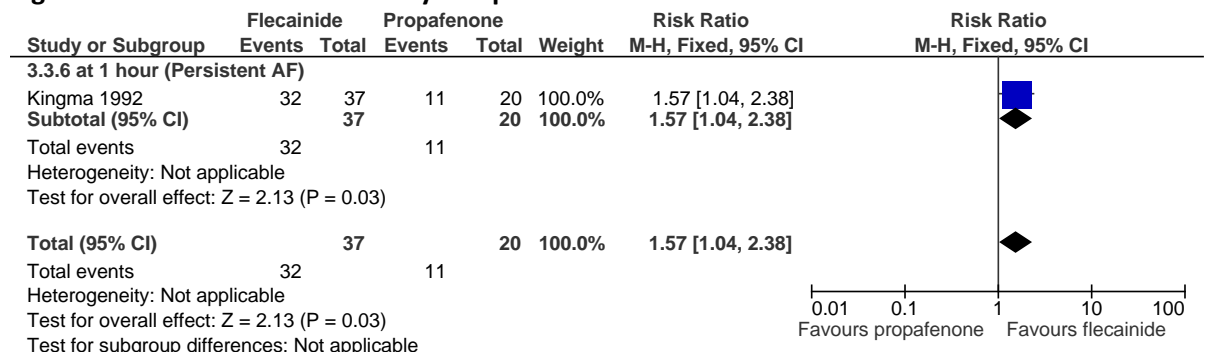 Flecainide Propafenone Risk Ratio Risk Ratio
Study or Subgroup Events Total Events Total Weight M-H, Fixed, 95% CI M-H, Fixed, 95% CI
3.3.6 at 1 hour (Persistent AF)
Kingma 1992 32 37 11 20 100.0% 1.57 [1.04, 2.38]
Subtotal (95% CI) 37 20 100.0% 1.57 [1.04, 2.38]
Total events 32 11
Heterogeneity: Not applicable
Test for overall effect: Z = 2.13 (P = 0.03)
Total (95% CI) 37 20 100.0% 1.57 [1.04, 2.38]
Total events 32 11
Heterogeneity: Not applicable
Test for overall effect: Z = 2.13 (P = 0.03)
Test for subgroup differences: Not applicable
0.01 0.1 1 10 100
Favours propafenone Favours flecainide